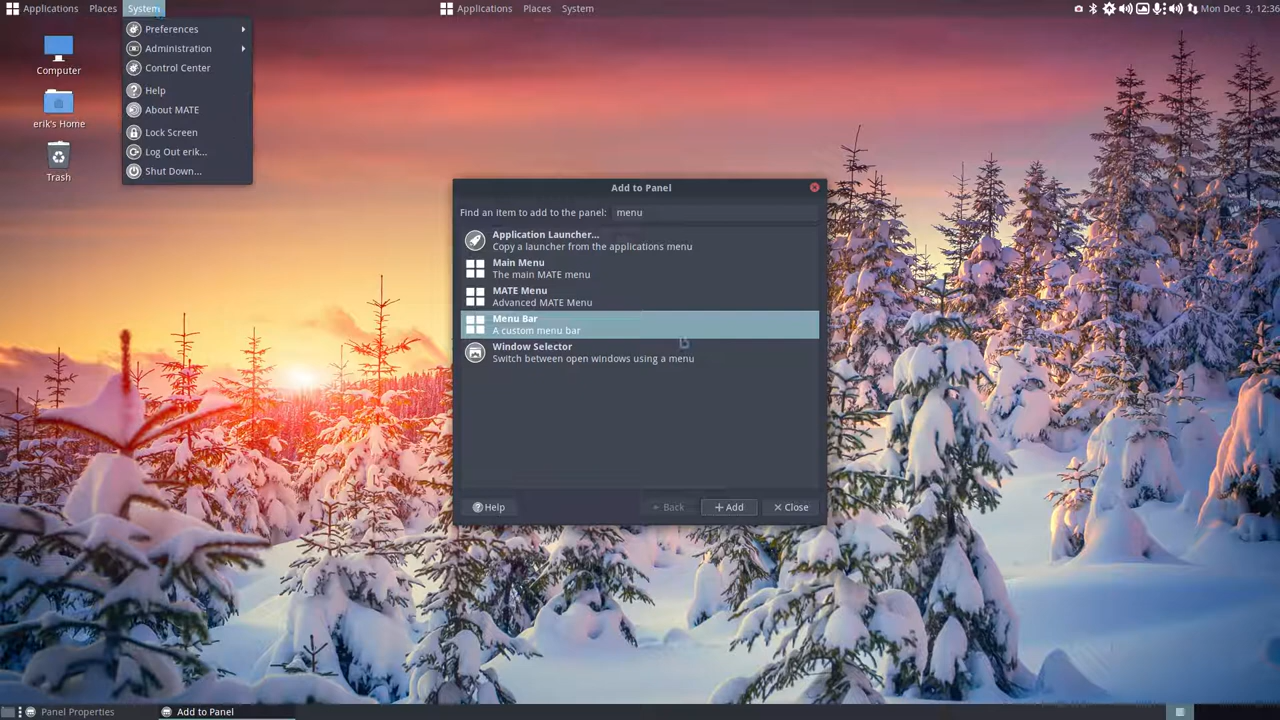 Applications Places System
Applications Places System
Mon Dec 3, 12:36
Preferences
Administration
Control Center
Help
About MATE
Lock Screen
Log Out erik...
Shut Down...
Computer
erik's Home
Trash
Add to Panel
Find an item to add to the panel: menu
Application Launcher...
Copy a launcher from the applications menu
Main Menu
The main MATE menu
MATE Menu
Advanced MATE Menu
Menu Bar
A custom menu bar
Window Selector
Switch between open windows using a menu
Help Back Add Close
Panel Properties Add to Panel